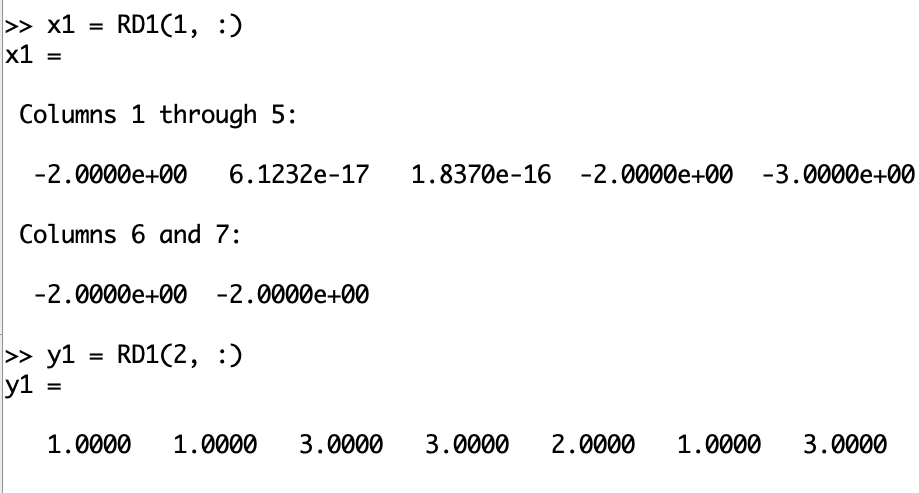 >> x1 = RD1(1, :)
x1 =
Columns 1 through 5:
-2.0000e+00 6.1232e-17 1.8370e-16 -2.0000e+00 -3.0000e+00
Columns 6 and 7:
-2.0000e+00 -2.0000e+00
>> y1 = RD1(2, :)
y1 =
1.0000 1.0000 3.0000 3.0000 2.0000 1.0000 3.0000